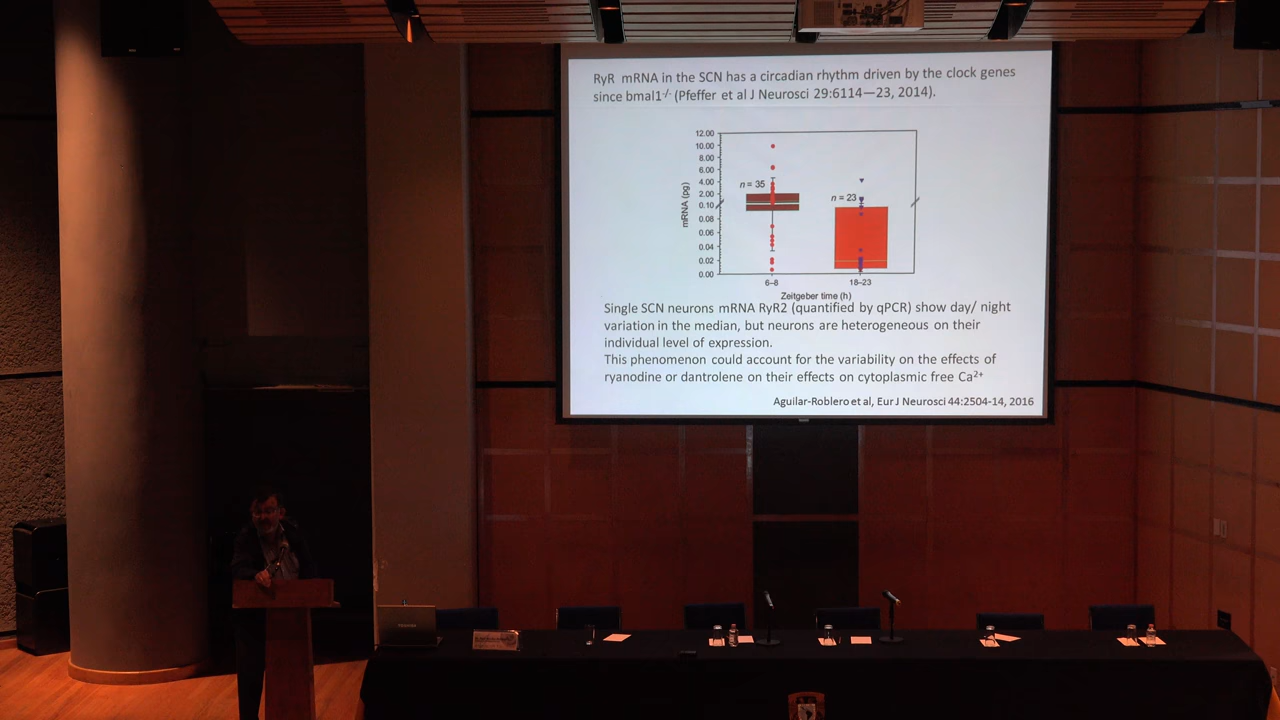 RyR mRNA in the SCN has a circadian rhythm driven by the clock genes
since bmal1-/- (Pfeffer et al J Neurosci 29:6114—23, 2014).
12.00
10.00
8.00
6.00
4.00
2.00
0.10
0.08
0.06
0.04
0.02
0.00
mRNA (pg)
n = 35
n = 23
6–8
18–23
Zeitgeber time (h)
Single SCN neurons mRNA RyR2 (quantified by qPCR) show day/ night
variation in the median, but neurons are heterogeneous on their
individual level of expression.
This phenomenon could account for the variability on the effects of
ryanodine or dantrolene on their effects on cytoplasmic free Ca2+
Aguilar-Roblero et al, Eur J Neurosci 44:2504-14, 2016
TOSHIBA